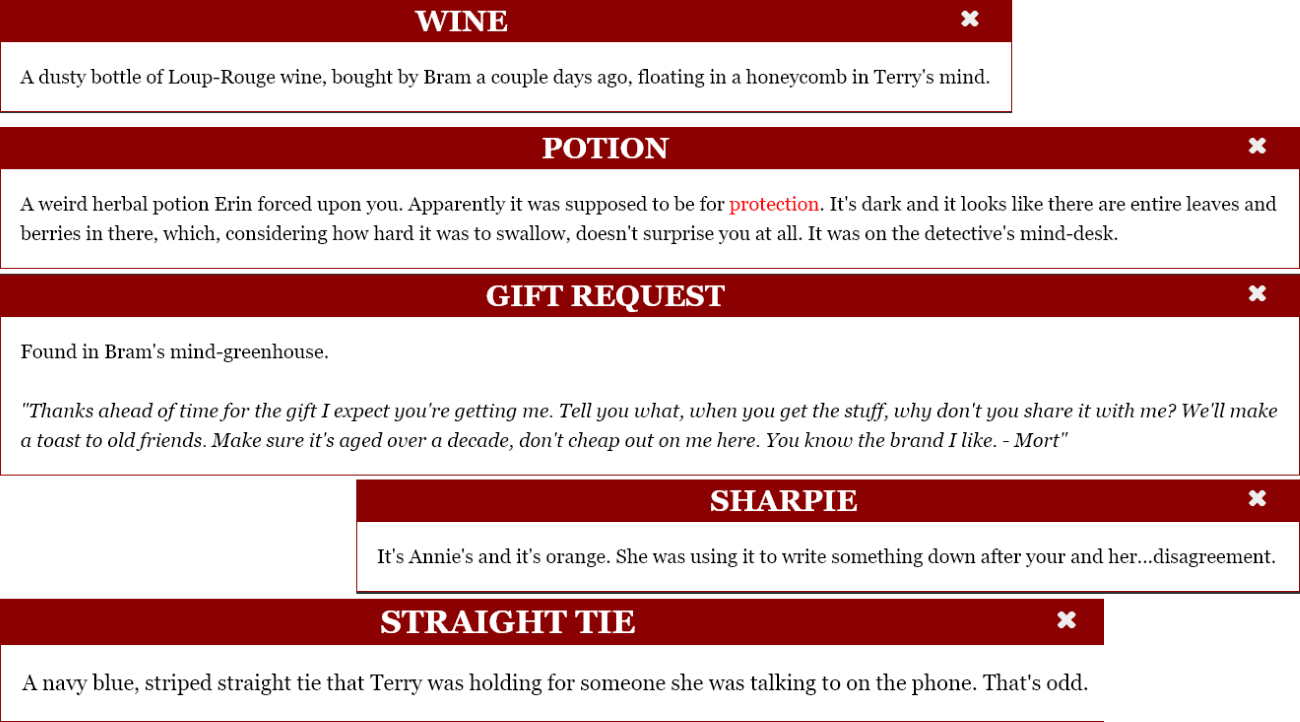 WINE ✖
A dusty bottle of Loup-Rouge wine, bought by Bram a couple days ago, floating in a honeycomb in Terry's mind.
POTION ✖
A weird herbal potion Erin forced upon you. Apparently it was supposed to be for protection. It's dark and it looks like there are entire leaves and
berries in there, which, considering how hard it was to swallow, doesn't surprise you at all. It was on the detective's mind-desk.
GIFT REQUEST ✖
Found in Bram's mind-greenhouse.
"Thanks ahead of time for the gift I expect you're getting me. Tell you what, when you get the stuff, why don't you share it with me? We'll make
a toast to old friends. Make sure it's aged over a decade, don't cheap out on me here. You know the brand I like. - Mort"
SHARPIE ✖
It's Annie's and it's orange. She was using it to write something down after your and her...disagreement.
STRAIGHT TIE ✖
A navy blue, striped straight tie that Terry was holding for someone she was talking to on the phone. That's odd.